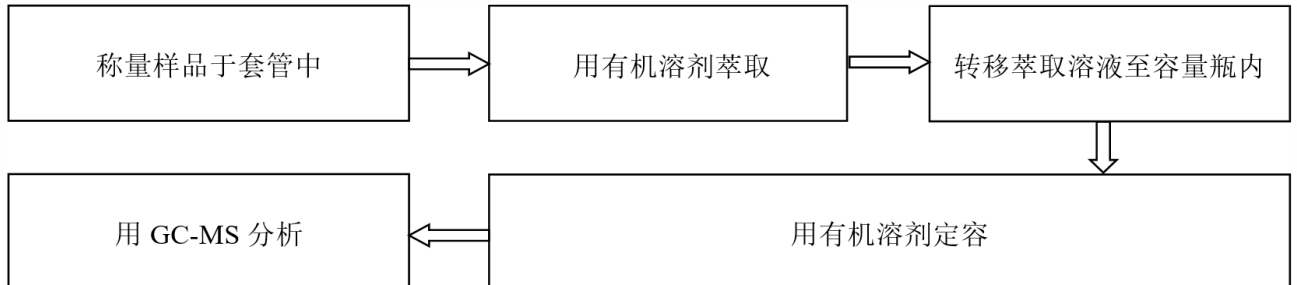 称量样品于套管中
用有机溶剂萃取
转移萃取溶液至容量瓶内
用有机溶剂定容
用 GC-MS 分析